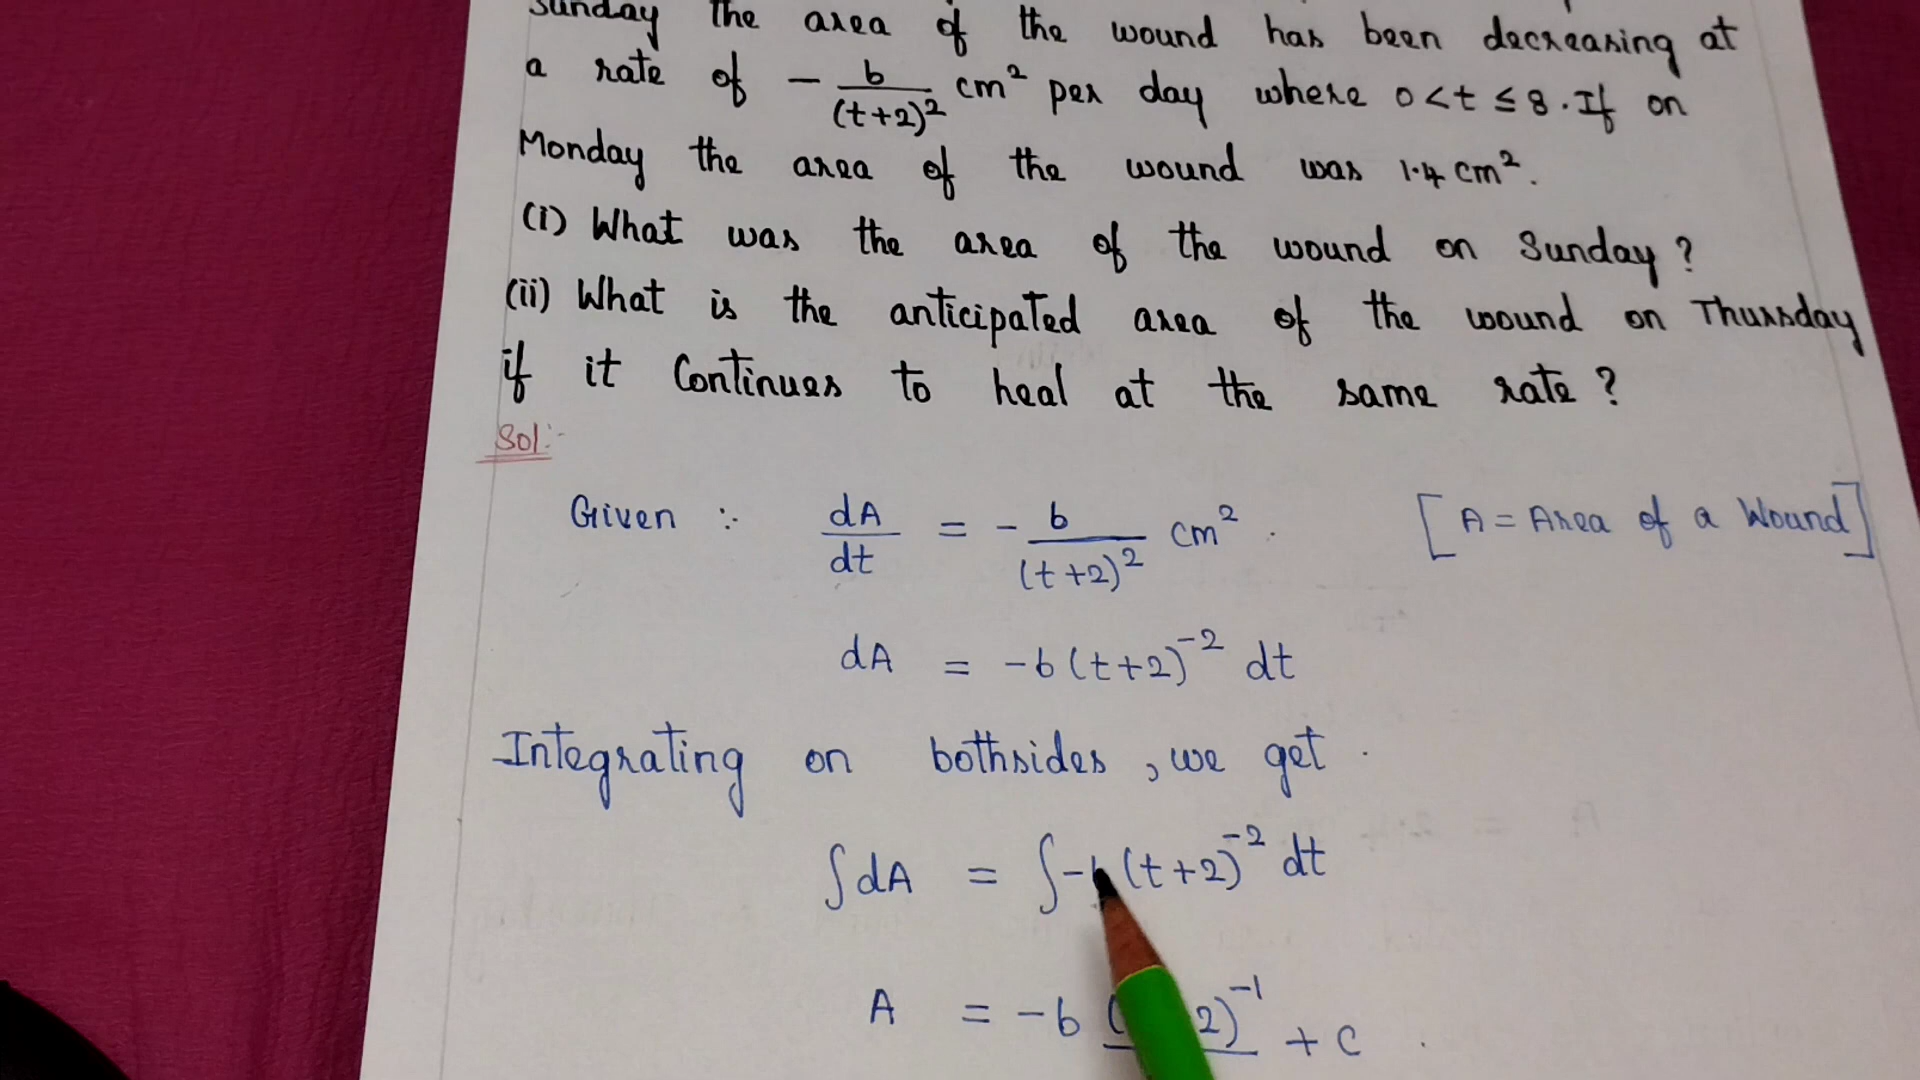 Sunday the area of the wound has been decreasing at
a rate of - 6/(t+2)² cm² per day where 0<t≤8. If on
Monday the area of the wound was 1.4 cm².
(i) What was the area of the wound on Sunday?
(ii) What is the anticipated area of the wound on Thursday
if it continues to heal at the same rate?
Sol:-
Given : dA/dt = - 6/(t+2)² cm². [A = Area of a Wound]
dA = -6(t+2)⁻² dt
Integrating on bothsides, we get
∫dA = ∫-6(t+2)⁻² dt
A = -6 ( 2)⁻¹ + c